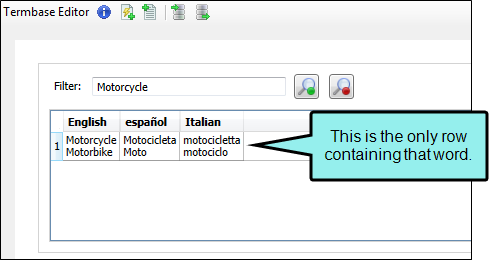 Termbase Editor
Filter: Motorcycle
English español Italian
1 Motorcycle Motocicleta motocicletta
Motorbike Moto motociclo
This is the only row
containing that word.